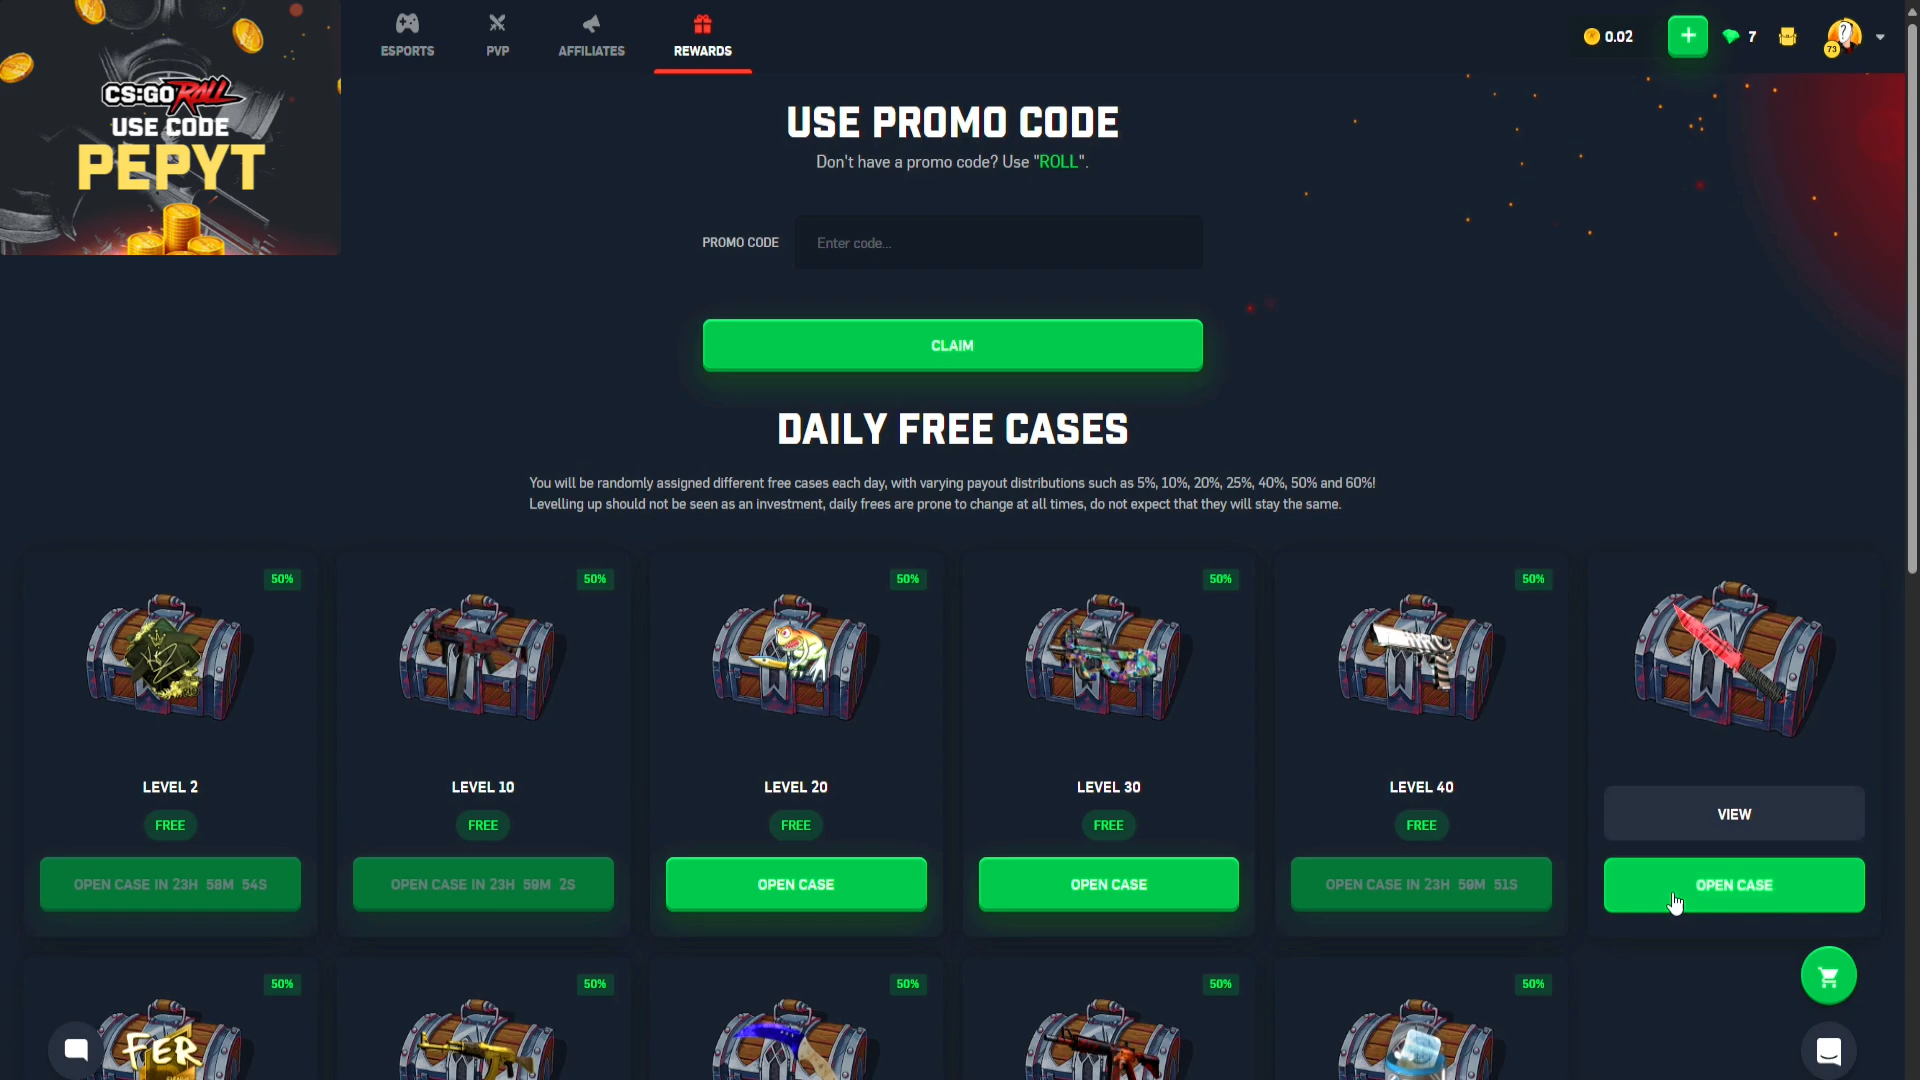 CS:GO ROLL
USE CODE
PEPYT
ESPORTS
PVP
AFFILIATES
REWARDS
0.02
7
73
USE PROMO CODE
Don't have a promo code? Use "ROLL".
PROMO CODE
Enter code...
CLAIM
DAILY FREE CASES
You will be randomly assigned different free cases each day, with varying payout distributions such as 5%, 10%, 20%, 25%, 40%, 50% and 60%!
Levelling up should not be seen as an investment, daily frees are prone to change at all times, do not expect that they will stay the same.
50%
50%
50%
50%
50%
LEVEL 2
LEVEL 10
LEVEL 20
LEVEL 30
LEVEL 40
FREE
FREE
FREE
FREE
FREE
VIEW
OPEN CASE IN 23H 58M 54S
OPEN CASE IN 23H 59M 2S
OPEN CASE
OPEN CASE
OPEN CASE IN 23H 59M 51S
OPEN CASE
50%
50%
50%
50%
50%
FER